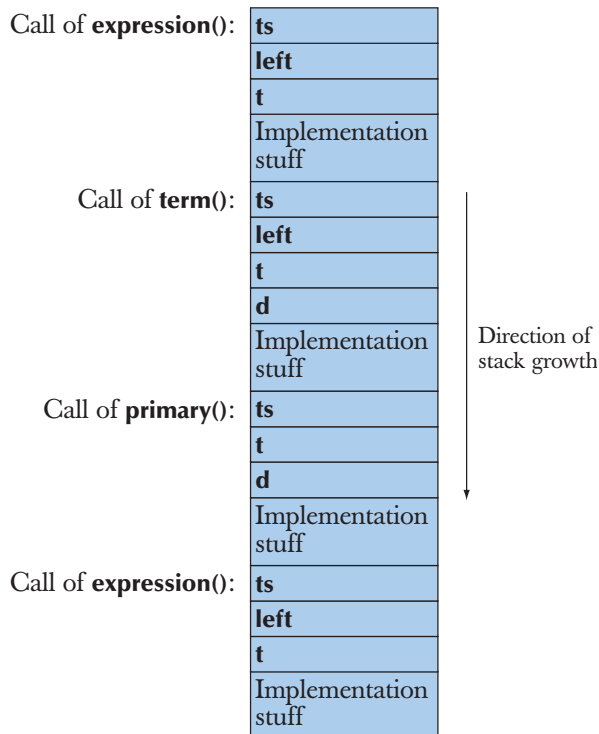 Call of expression(): ts
left
t
Implementation
stuff
Call of term(): ts
left
t
d
Implementation
stuff
Direction of
stack growth
Call of primary(): ts
t
d
Implementation
stuff
Call of expression(): ts
left
t
Implementation
stuff